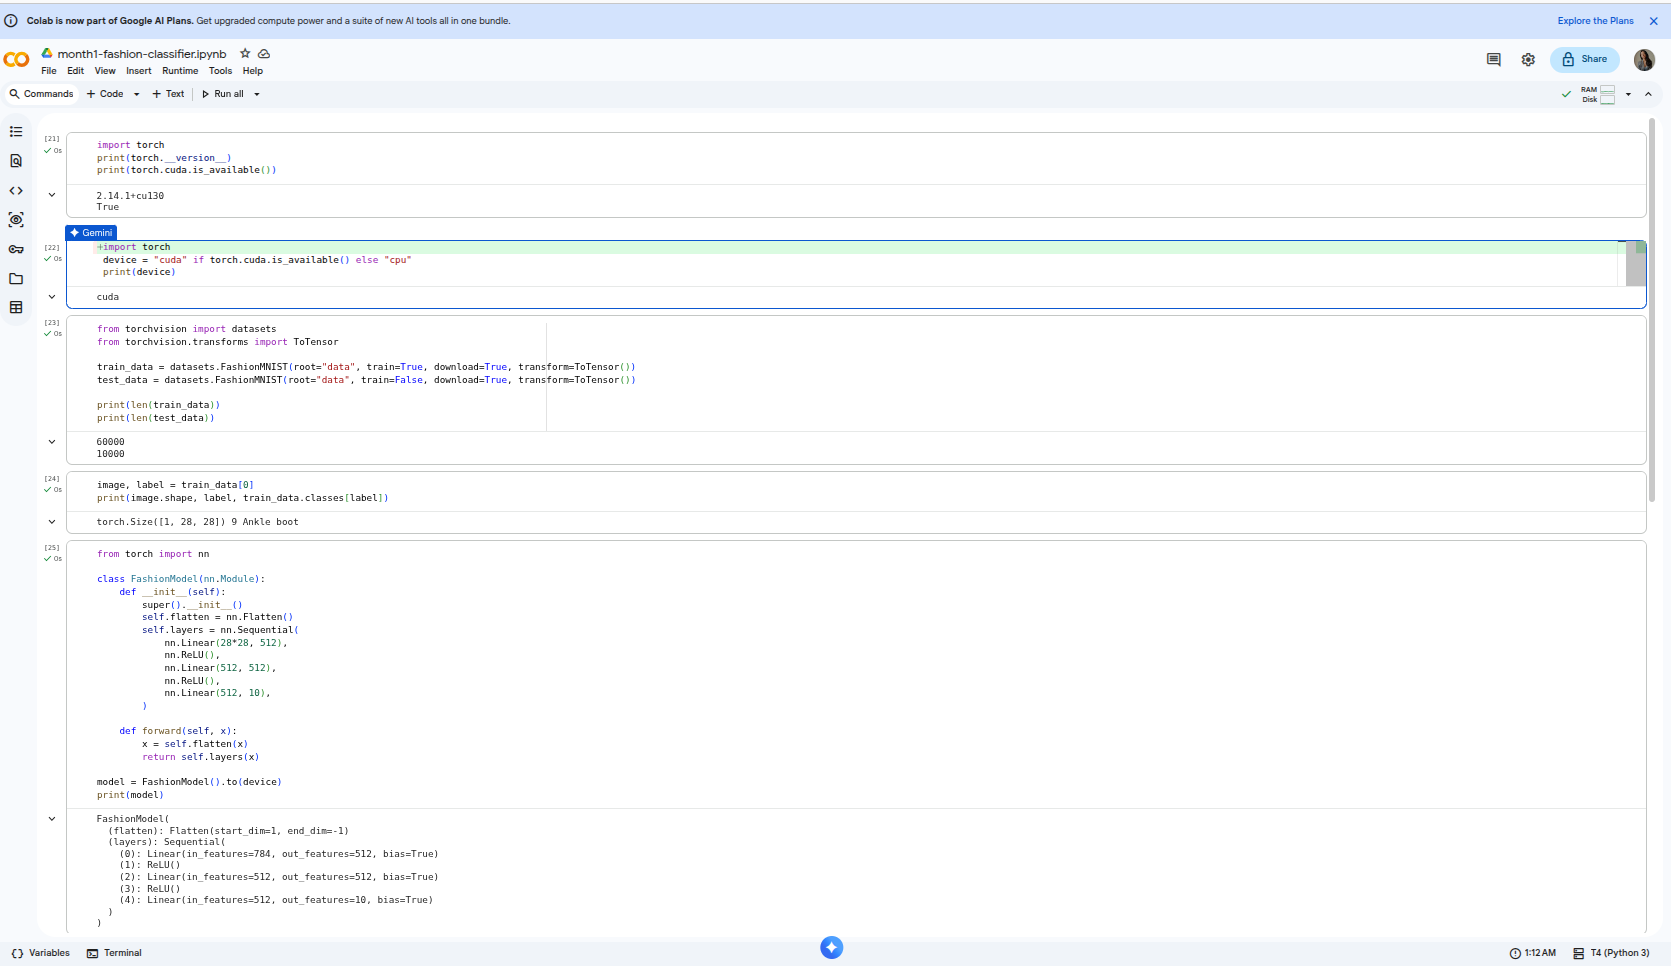 Colab is now part of Google AI Plans. Get upgraded compute power and a suite of new AI tools all in one bundle. Explore the Plans
month1-fashion-classifier.ipynb
File Edit View Insert Runtime Tools Help
Share
Commands + Code + Text Run all
RAM
Disk
[21]
0s
import torch
print(torch.__version__)
print(torch.cuda.is_available())
2.14.1+cu130
True
Gemini
[22]
0s
+import torch
device = "cuda" if torch.cuda.is_available() else "cpu"
print(device)
cuda
[23]
0s
from torchvision import datasets
from torchvision.transforms import ToTensor
train_data = datasets.FashionMNIST(root="data", train=True, download=True, transform=ToTensor())
test_data = datasets.FashionMNIST(root="data", train=False, download=True, transform=ToTensor())
print(len(train_data))
print(len(test_data))
60000
10000
[24]
0s
image, label = train_data[0]
print(image.shape, label, train_data.classes[label])
torch.Size([1, 28, 28]) 9 Ankle boot
[25]
0s
from torch import nn
class FashionModel(nn.Module):
    def __init__(self):
        super().__init__()
        self.flatten = nn.Flatten()
        self.layers = nn.Sequential(
            nn.Linear(28*28, 512),
            nn.ReLU(),
            nn.Linear(512, 512),
            nn.ReLU(),
            nn.Linear(512, 10),
        )
    def forward(self, x):
        x = self.flatten(x)
        return self.layers(x)
model = FashionModel().to(device)
print(model)
FashionModel(
  (flatten): Flatten(start_dim=1, end_dim=-1)
  (layers): Sequential(
    (0): Linear(in_features=784, out_features=512, bias=True)
    (1): ReLU()
    (2): Linear(in_features=512, out_features=512, bias=True)
    (3): ReLU()
    (4): Linear(in_features=512, out_features=10, bias=True)
  )
)
Variables Terminal 1:12 AM T4 (Python 3)